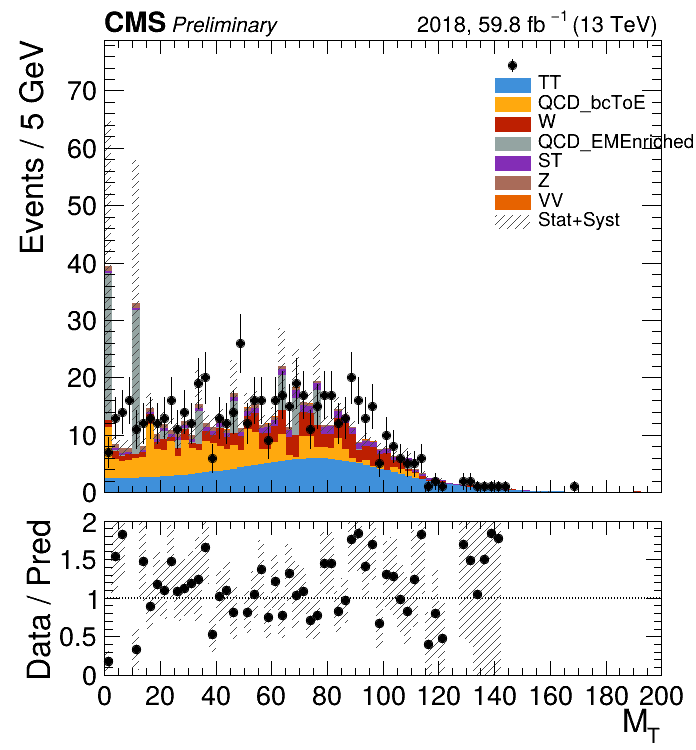 CMS Preliminary 2018, 59.8 fb⁻¹ (13 TeV)
Events / 5 GeV
70
60
50
40
30
20
10
0
TT
QCD_bcToE
W
QCD_EMEnriched
ST
Z
VV
Stat+Syst
Data / Pred
2
1.5
1
0.5
0
0 20 40 60 80 100 120 140 160 180 200
M_T